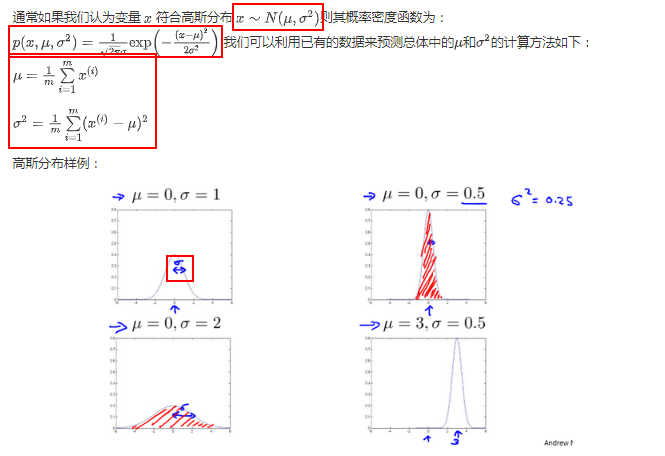 通常如果我们认为变量 x 符合高斯分布 x ~ N(μ, σ²)则其概率密度函数为：
p(x, μ, σ²) = 1/(√2πσ) exp(−(x−μ)²/(2σ²)) 我们可以利用已有的数据来预测总体中的μ和σ²的计算方法如下：
μ = 1/m ∑_{i=1}^{m} x^(i)
σ² = 1/m ∑_{i=1}^{m} (x^(i) − μ)²
高斯分布样例：
→ μ = 0, σ = 1
→ μ = 0, σ = 0.5
σ² = 0.25
σ
→ μ = 0, σ = 2
→ μ = 3, σ = 0.5
σ
3
Andrew N